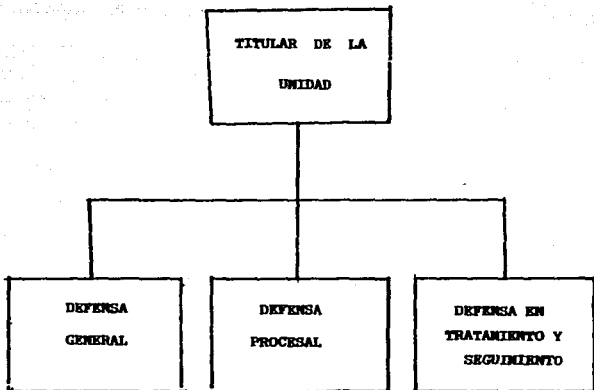 TITULAR DE LA
UNIDAD
DEFENSA
GENERAL
DEFENSA
PROCESAL
DEFENSA EN
TRATAMIENTO Y
SEGUIMIENTO